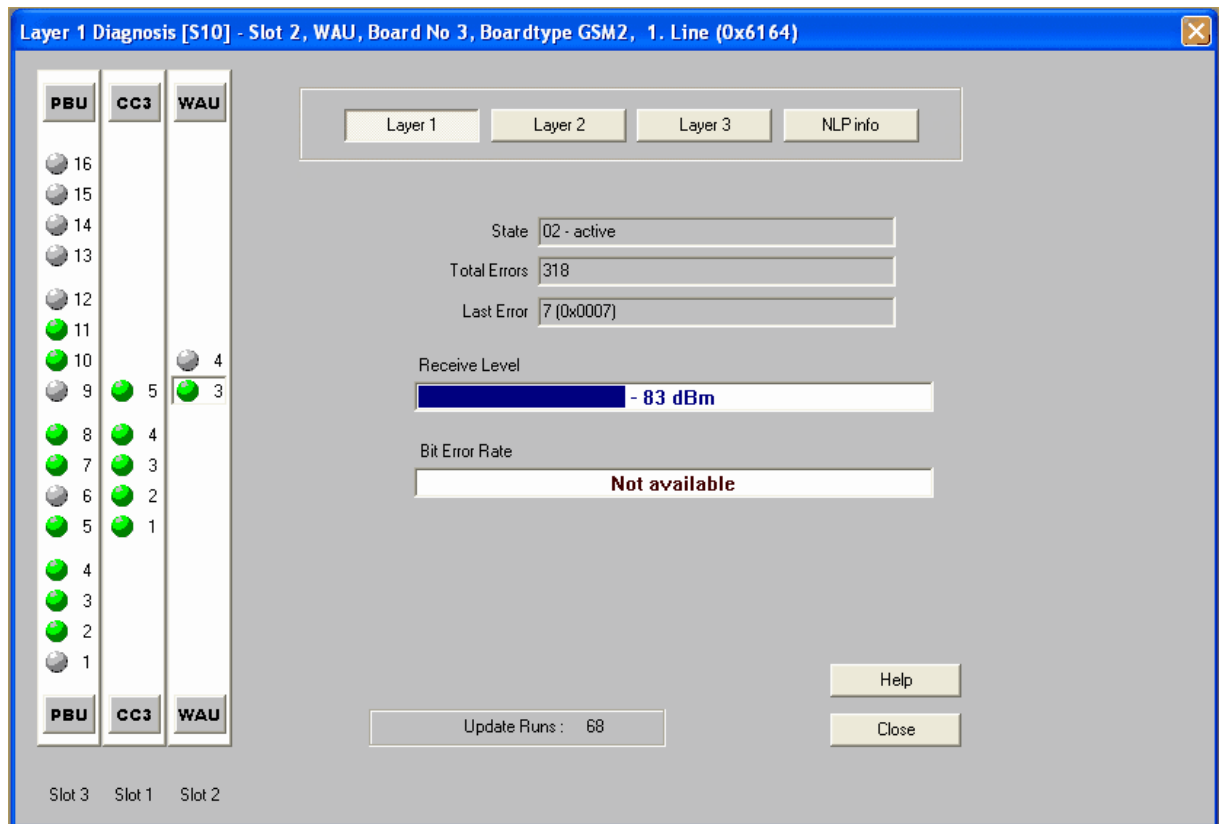 Layer 1 Diagnosis [S10] - Slot 2, WAU, Board No 3, Boardtype GSM2,  1. Line (0x6164)
PBU CC3 WAU
Layer 1 Layer 2 Layer 3 NLP info
16
15
14
13
12
11
10 4
9 5 3
8 4
7 3
6 2
5 1
4
3
2
1
State 02 - active
Total Errors 318
Last Error 7 (0x0007)
Receive Level
- 83 dBm
Bit Error Rate
Not available
Help
PBU CC3 WAU
Update Runs : 68
Close
Slot 3 Slot 1 Slot 2